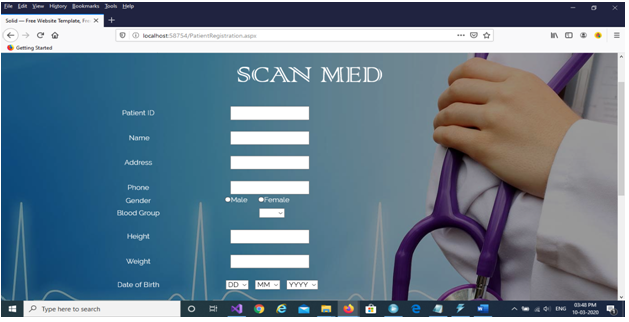 File Edit View History Bookmarks Tools Help
Solid — Free Website Template, Fre
localhost:58754/PatientRegistration.aspx
Getting Started
SCAN MED
Patient ID
Name
Address
Phone
Gender Male Female
Blood Group
Height
Weight
Date of Birth DD MM YYYY
Type here to search
ENG
03:48 PM
10-03-2020